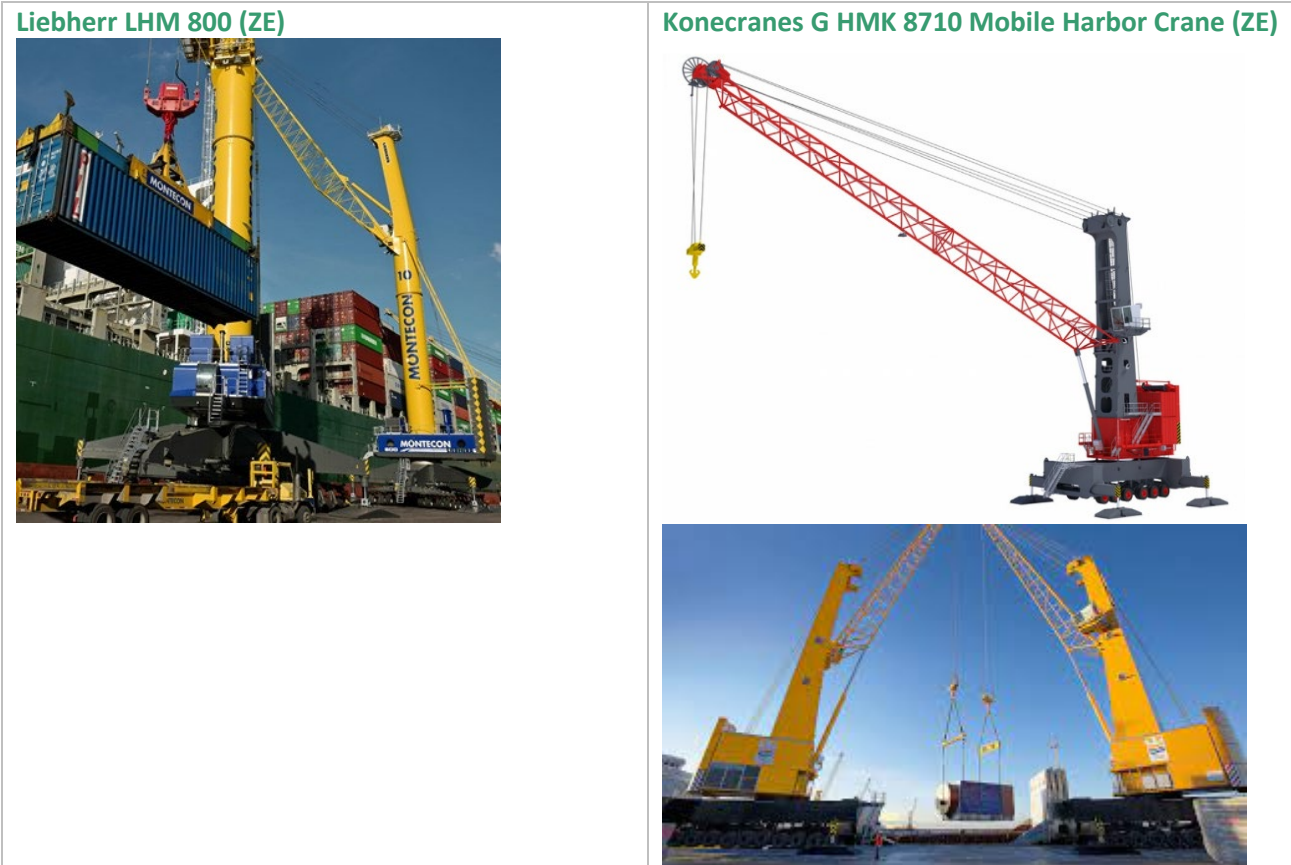 Liebherr LHM 800 (ZE)
Konecranes G HMK 8710 Mobile Harbor Crane (ZE)
MONTECON
10
MONTECON
MONTECON